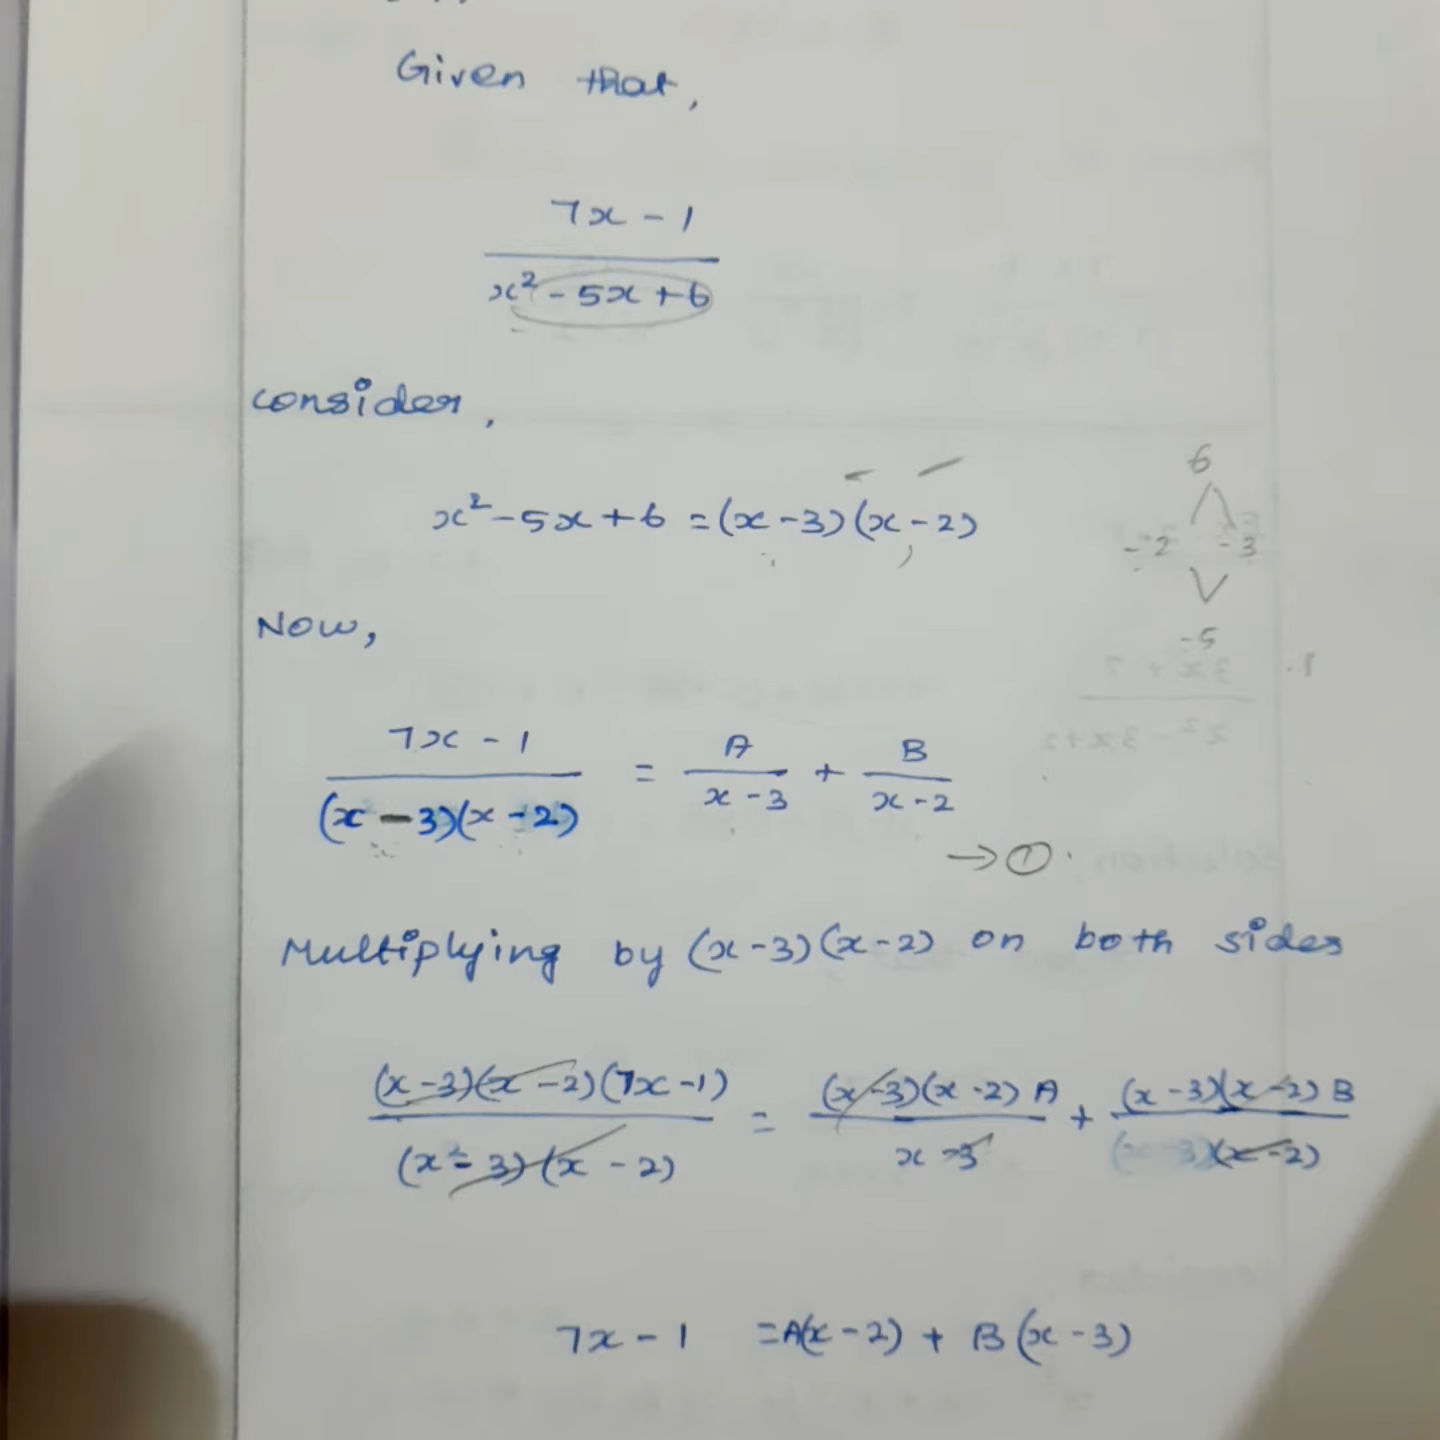 Given that,
7x - 1
x² - 5x + 6
consider,
x² - 5x + 6 = (x - 3)(x - 2)
6
-2 -3
-5
Now,
7x - 1 / (x - 3)(x - 2) = A / x - 3 + B / x - 2
→ ①.
Multiplying by (x - 3)(x - 2) on both sides
(x - 3)(x - 2)(7x - 1) / (x² - 3)(x - 2) = (x - 3)(x - 2) A / x - 3 + (x - 3)(x - 2) B / (x - 2)
7x - 1 = A(x - 2) + B(x - 3)